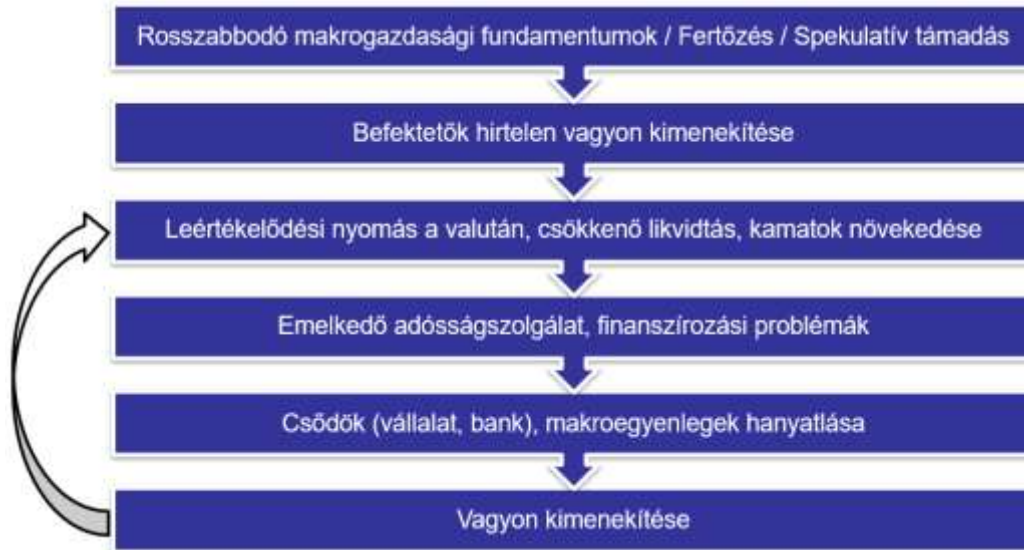 Rosszabbodó makrogazdasági fundamentumok / Fertőzés / Spekulatív támadás
Befektetők hirtelen vagyon kimenekítése
Leértékelődési nyomás a valután, csökkenő likvidtás, kamatok növekedése
Emelkedő adósságszolgálat, finanszírozási problémák
Csődök (vállalat, bank), makroegyenlegek hanyatlása
Vagyon kimenekítése